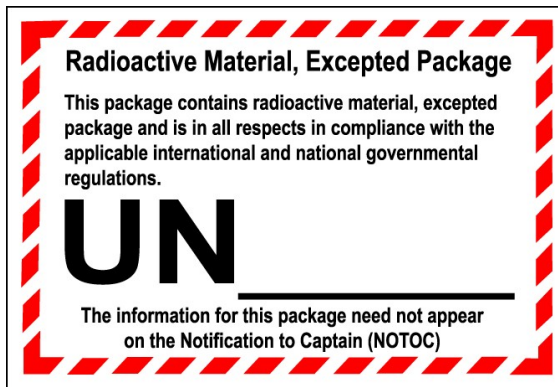 Radioactive Material, Excepted Package
This package contains radioactive material, excepted
package and is in all respects in compliance with the
applicable international and national governmental
regulations.
UN
The information for this package need not appear
on the Notification to Captain (NOTOC)